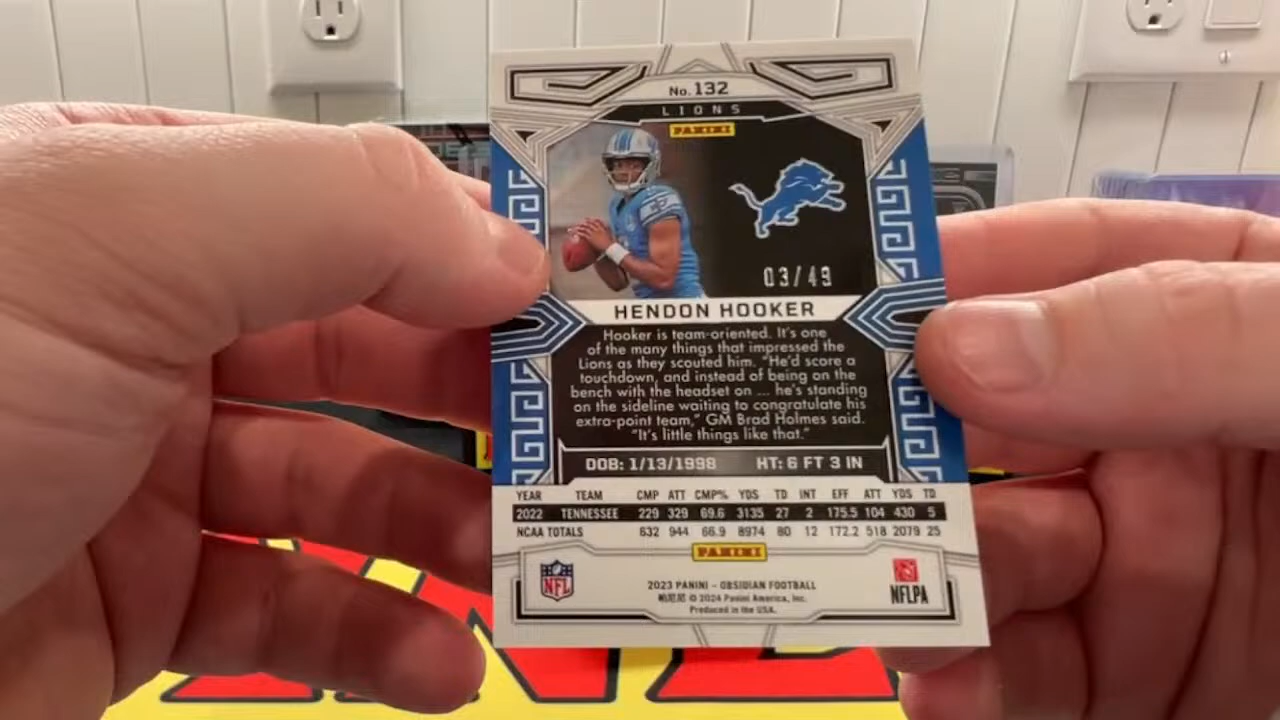 No. 132
LIONS
PANINI
03/49
HENDON HOOKER
Hooker is team-oriented. It's one
of the many things that impressed the
Lions as they scouted him. "He'd score a
touchdown, and instead of being on the
bench with the headset on ... he's standing
on the sideline waiting to congratulate his
extra-point team," GM Brad Holmes said.
"It's little things like that."
DOB: 1/13/1998 HT: 6 FT 3 IN
YEAR TEAM CMP ATT CMP% YDS TD INT EFF ATT YDS TD
2022 TENNESSEE 229 329 69.6 3135 27 2 175.5 104 430 5
NCAA TOTALS 632 944 66.9 8974 80 12 172.2 518 2079 25
PANINI
NFL
2023 PANINI - OBSIDIAN FOOTBALL
帕尼尼 © 2024 Panini America, Inc.
Produced in the USA.
NFLPA